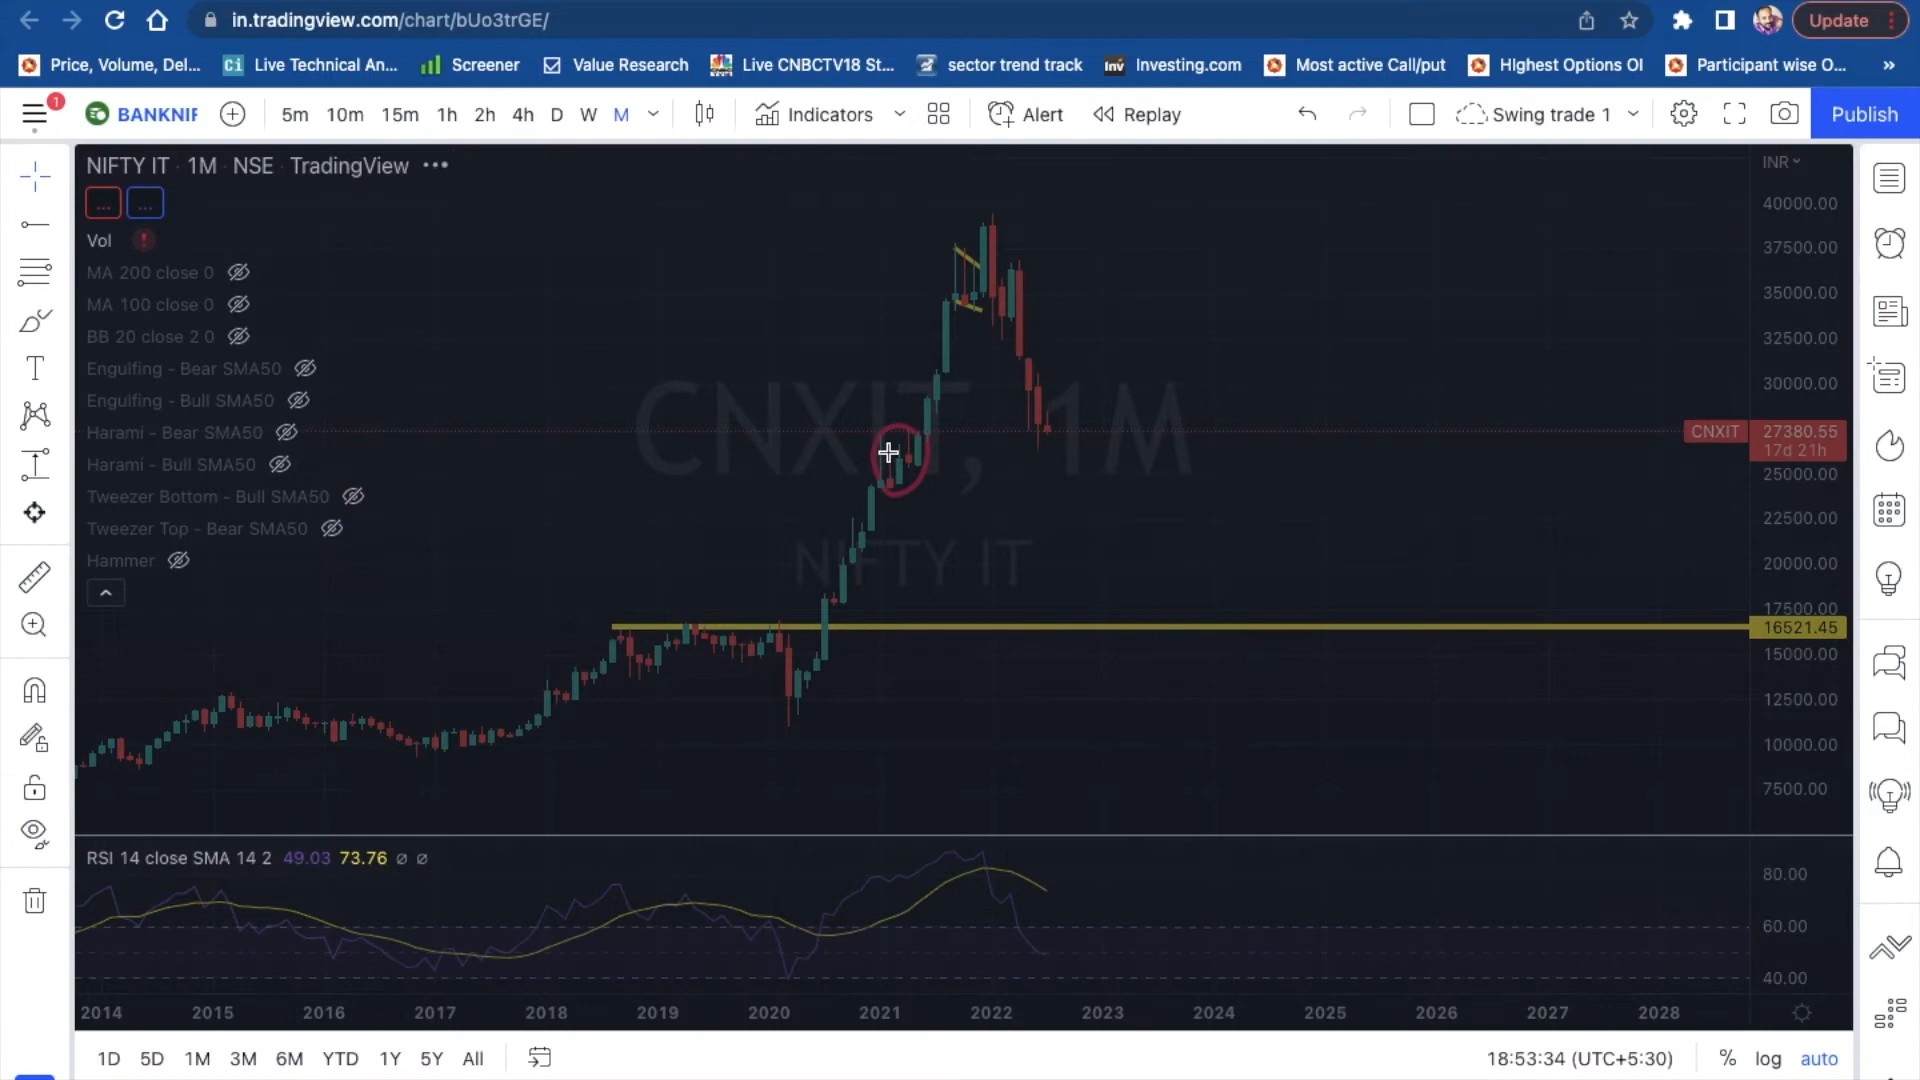 in.tradingview.com/chart/bUo3trGE/
Update
Price, Volume, Del...
Ci
Live Technical An...
Screener
Value Research
Live CNBCTV18 St...
sector trend track
Inv
Investing.com
Most active Call/put
HIghest Options OI
Participant wise O...
»
1
BANKNIF
5m
10m
15m
1h
2h
4h
D
W
M
Indicators
Alert
Replay
Swing trade 1
Publish
NIFTY IT · 1M · NSE · TradingView
INR
...
...
Vol
MA 200 close 0
MA 100 close 0
BB 20 close 2 0
Engulfing - Bear SMA50
Engulfing - Bull SMA50
Harami - Bear SMA50
Harami - Bull SMA50
Tweezer Bottom - Bull SMA50
Tweezer Top - Bear SMA50
Hammer
CNXIT, 1M
NIFTY IT
40000.00
37500.00
35000.00
32500.00
30000.00
CNXIT
27380.55
17d 21h
25000.00
22500.00
20000.00
17500.00
16521.45
15000.00
12500.00
10000.00
7500.00
RSI 14 close SMA 14 2 49.03 73.76 ∅ ∅
80.00
60.00
40.00
2014 2015 2016 2017 2018 2019 2020 2021 2022 2023 2024 2025 2026 2027 2028
1D 5D 1M 3M 6M YTD 1Y 5Y All
18:53:34 (UTC+5:30)
% log auto